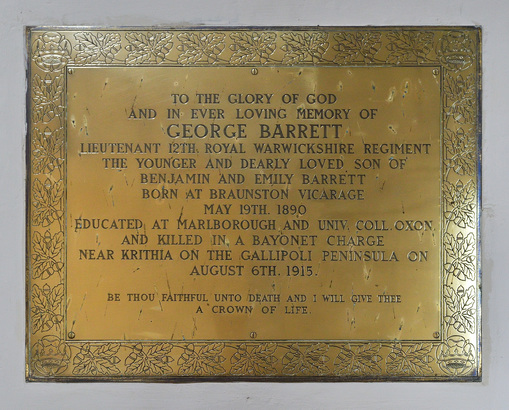 TO THE GLORY OF GOD
AND IN EVER LOVING MEMORY OF
GEORGE BARRETT
LIEUTENANT 12TH. ROYAL WARWICKSHIRE REGIMENT
THE YOUNGER AND DEARLY LOVED SON OF
BENJAMIN AND EMILY BARRETT
BORN AT BRAUNSTON VICARAGE
MAY 19TH. 1890
EDUCATED AT MARLBOROUGH AND UNIV. COLL. OXON.
AND KILLED IN A BAYONET CHARGE
NEAR KRITHIA ON THE GALLIPOLI PENINSULA ON
AUGUST 6TH. 1915.
BE THOU FAITHFUL UNTO DEATH AND I WILL GIVE THEE
A CROWN OF LIFE.